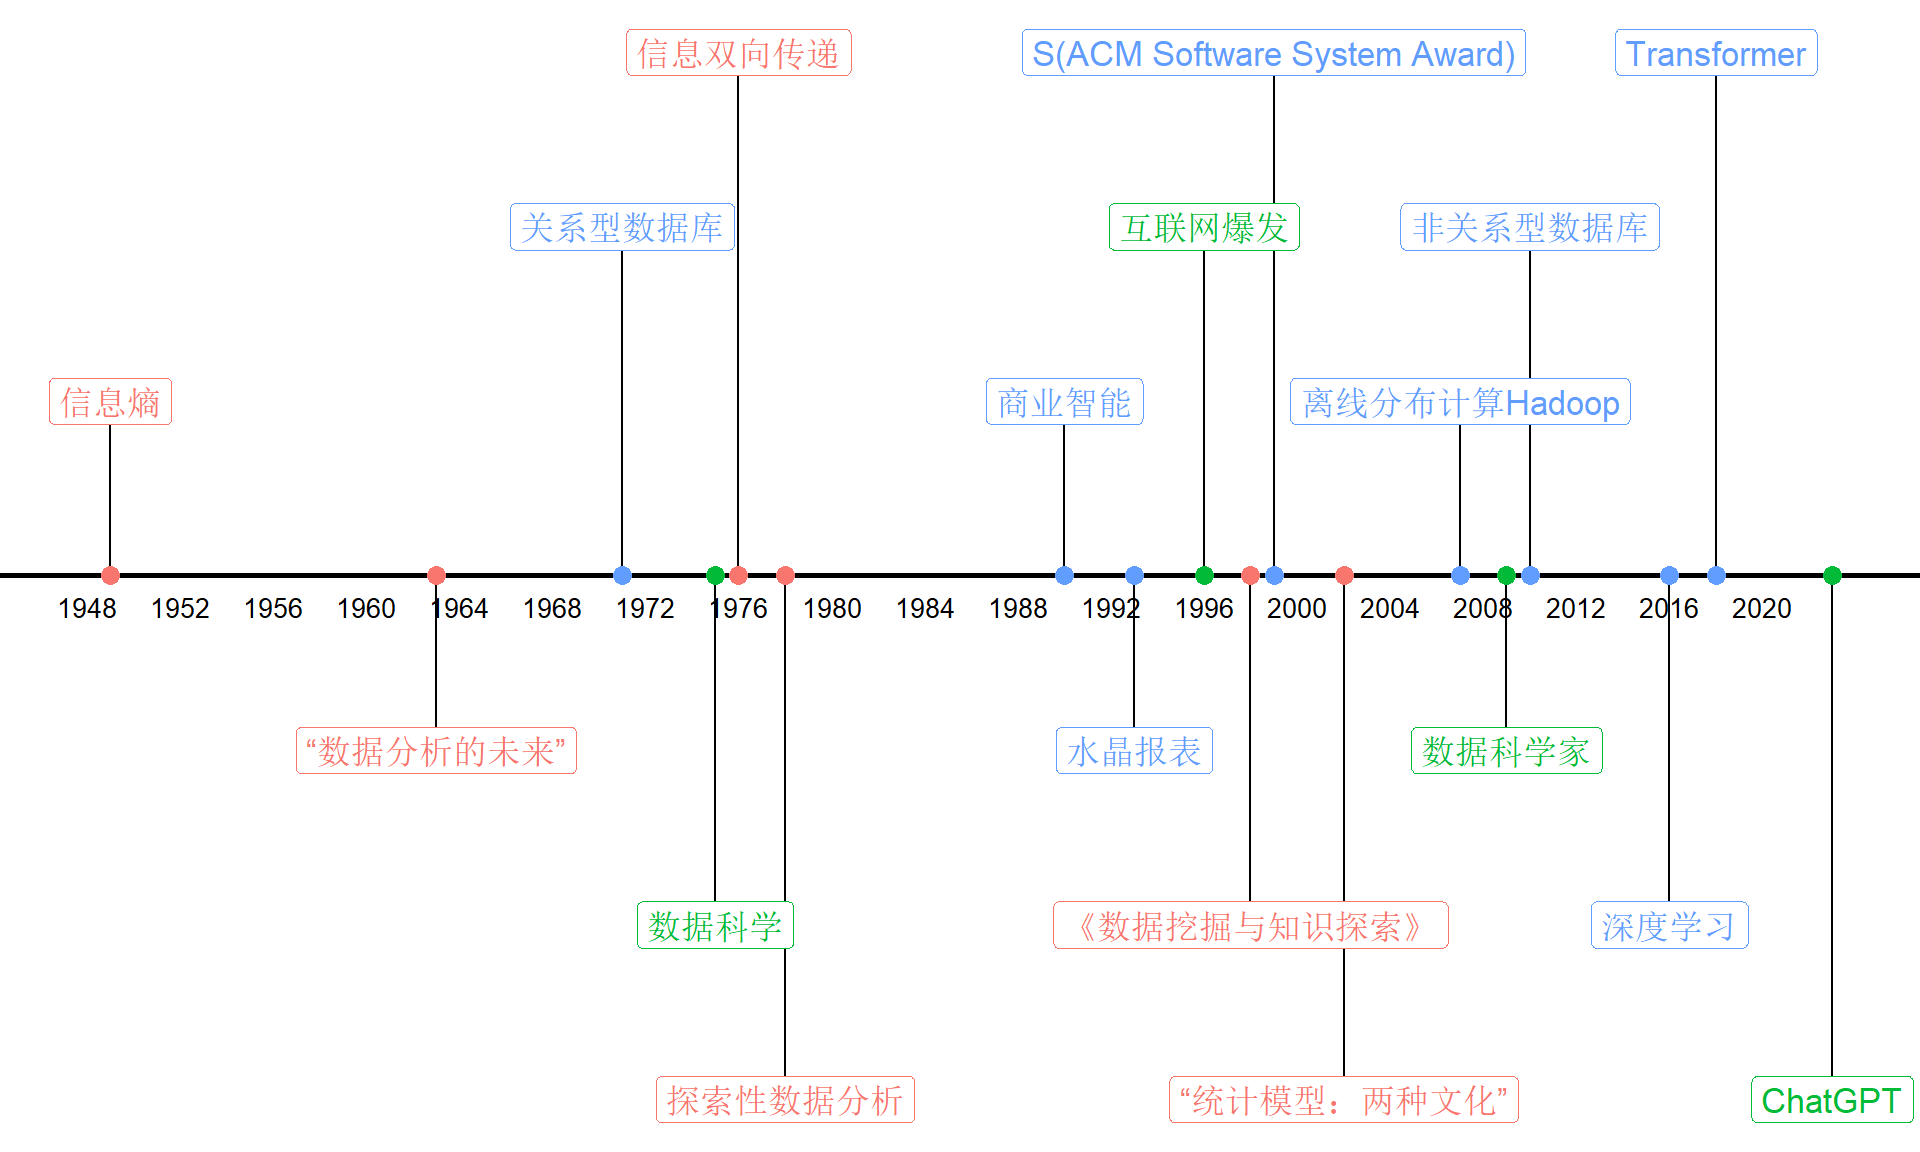 信息双向传递
S(ACM Software System Award)
Transformer
关系型数据库
互联网爆发
非关系型数据库
信息熵
商业智能
离线分布计算Hadoop
1948 1952 1956 1960 1964 1968 1972 1976 1980 1984 1988 1992 1996 2000 2004 2008 2012 2016 2020
“数据分析的未来”
水晶报表
数据科学家
数据科学
《数据挖掘与知识探索》
深度学习
探索性数据分析
“统计模型：两种文化”
ChatGPT